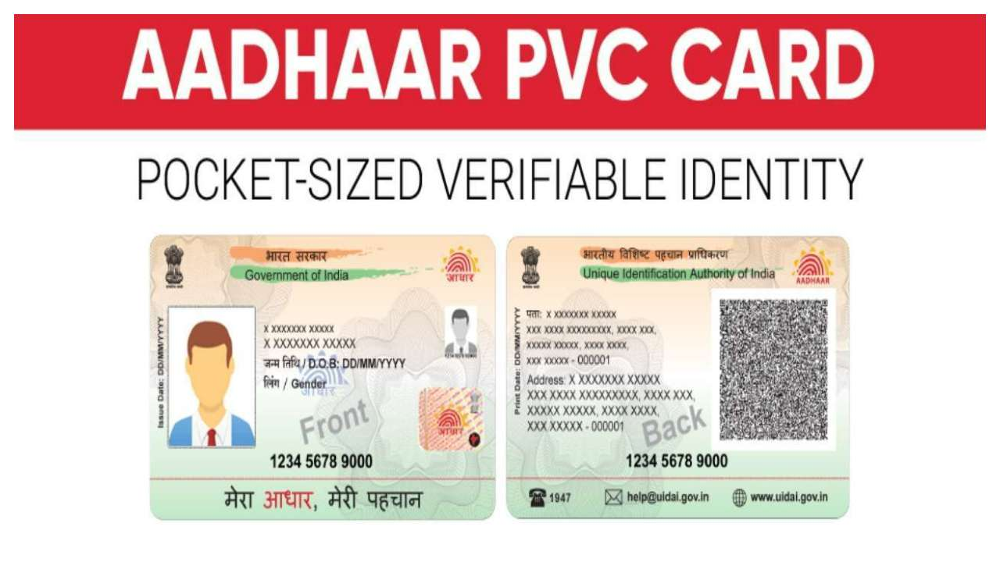 AADHAAR PVC CARD
POCKET-SIZED VERIFIABLE IDENTITY
भारत सरकार
Government of India
आधार
Issue Date: DD/MM/YYYY
X XXXXXXX XXXXX
X XXXXXXX XXXXX
जन्म तिथि / D.O.B: DD/MM/YYYY
लिंग / Gender
आधार
Front
आधार
1234 5678 9000
मेरा आधार, मेरी पहचान
भारतीय विशिष्ट पहचान प्राधिकरण
Unique Identification Authority of India
AADHAAR
Print Date: DD/MM/YYYY
पता: X XXXXXXX XXXXX
XXX XXXX XXXXXXXXX, XXXX XXX,
XXXXX XXXXX, XXXX XXXX,
XXX XXXXX - 000001
Address: X XXXXXXX XXXXX
XXX XXXX XXXXXXXXX, XXXX XXX,
XXXXX XXXXX, XXXX XXXX,
XXX XXXXX - 000001
Back
1234 5678 9000
1947
help@uidai.gov.in
www.uidai.gov.in